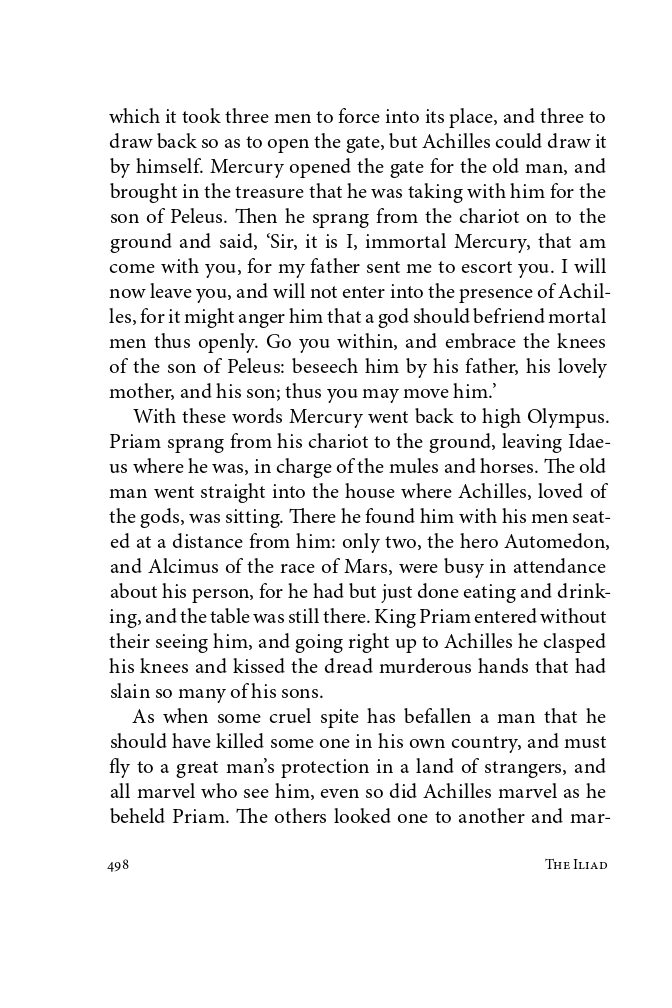 which it took three men to force into its place, and three to
draw back so as to open the gate, but Achilles could draw it
by himself. Mercury opened the gate for the old man, and
brought in the treasure that he was taking with him for the
son of Peleus. Then he sprang from the chariot on to the
ground and said, ‘Sir, it is I, immortal Mercury, that am
come with you, for my father sent me to escort you. I will
now leave you, and will not enter into the presence of Achil-
les, for it might anger him that a god should befriend mortal
men thus openly. Go you within, and embrace the knees
of the son of Peleus: beseech him by his father, his lovely
mother, and his son; thus you may move him.’
With these words Mercury went back to high Olympus.
Priam sprang from his chariot to the ground, leaving Idae-
us where he was, in charge of the mules and horses. The old
man went straight into the house where Achilles, loved of
the gods, was sitting. There he found him with his men seat-
ed at a distance from him: only two, the hero Automedon,
and Alcimus of the race of Mars, were busy in attendance
about his person, for he had but just done eating and drink-
ing, and the table was still there. King Priam entered without
their seeing him, and going right up to Achilles he clasped
his knees and kissed the dread murderous hands that had
slain so many of his sons.
As when some cruel spite has befallen a man that he
should have killed some one in his own country, and must
fly to a great man’s protection in a land of strangers, and
all marvel who see him, even so did Achilles marvel as he
beheld Priam. The others looked one to another and mar-
498 The Iliad